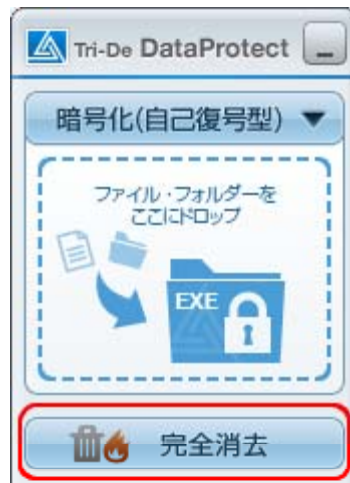 Tri-De DataProtect
暗号化(自己復号型)
ファイル・フォルダーを
ここにドロップ
EXE
完全消去